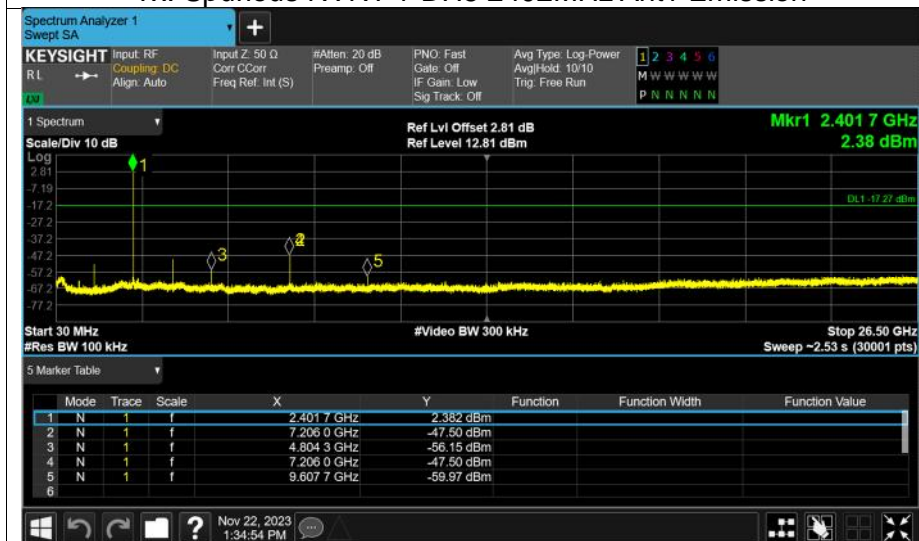 Spectrum Analyzer 1
Swept SA
+
KEYSIGHT Input: RF Input Z: 50 Ω #Atten: 20 dB PNO: Fast Avg Type: Log-Power 1 2 3 4 5 6
R L Coupling: DC Corr CCorr Preamp: Off Gate: Off Avg|Hold: 10/10 M W W W W W
Align: Auto Freq Ref: Int (S) IF Gain: Low Trig: Free Run
Sig Track: Off P N N N N N
1 Spectrum Ref Lvl Offset 2.81 dB Mkr1 2.401 7 GHz
Scale/Div 10 dB Ref Level 12.81 dBm 2.38 dBm
Log
1
2.81
-7.19
-17.2 DL1 -17.27 dBm
-27.2
-37.2
-47.2 3
5
-57.2
-67.2
-77.2
Start 30 MHz #Video BW 300 kHz Stop 26.50 GHz
#Res BW 100 kHz Sweep ~2.53 s (30001 pts)
5 Marker Table
Mode Trace Scale X Y Function Function Width Function Value
1 N 1 f 2.401 7 GHz 2.382 dBm
2 N 1 f 7.206 0 GHz -47.50 dBm
3 N 1 f 4.804 3 GHz -56.15 dBm
4 N 1 f 7.206 0 GHz -47.50 dBm
5 N 1 f 9.607 7 GHz -59.97 dBm
6
? Nov 22, 2023
1:34:54 PM